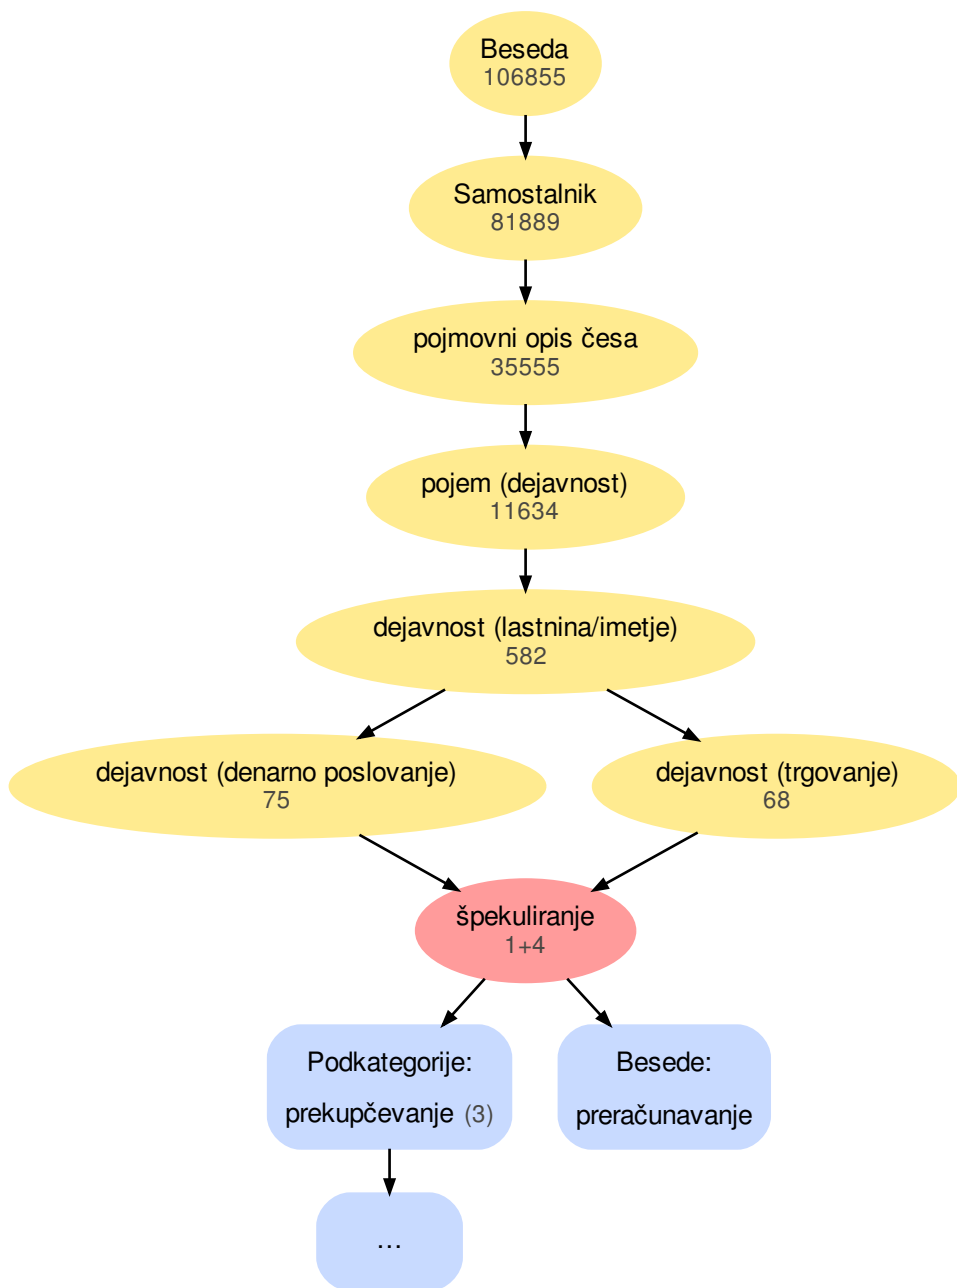 Beseda
106855
Samostalnik
81889
pojmovni opis česa
35555
pojem (dejavnost)
11634
dejavnost (lastnina/imetje)
582
dejavnost (denarno poslovanje)
75
dejavnost (trgovanje)
68
špekuliranje
1+4
Podkategorije:
prekupčevanje (3)
Besede:
preračunavanje
…